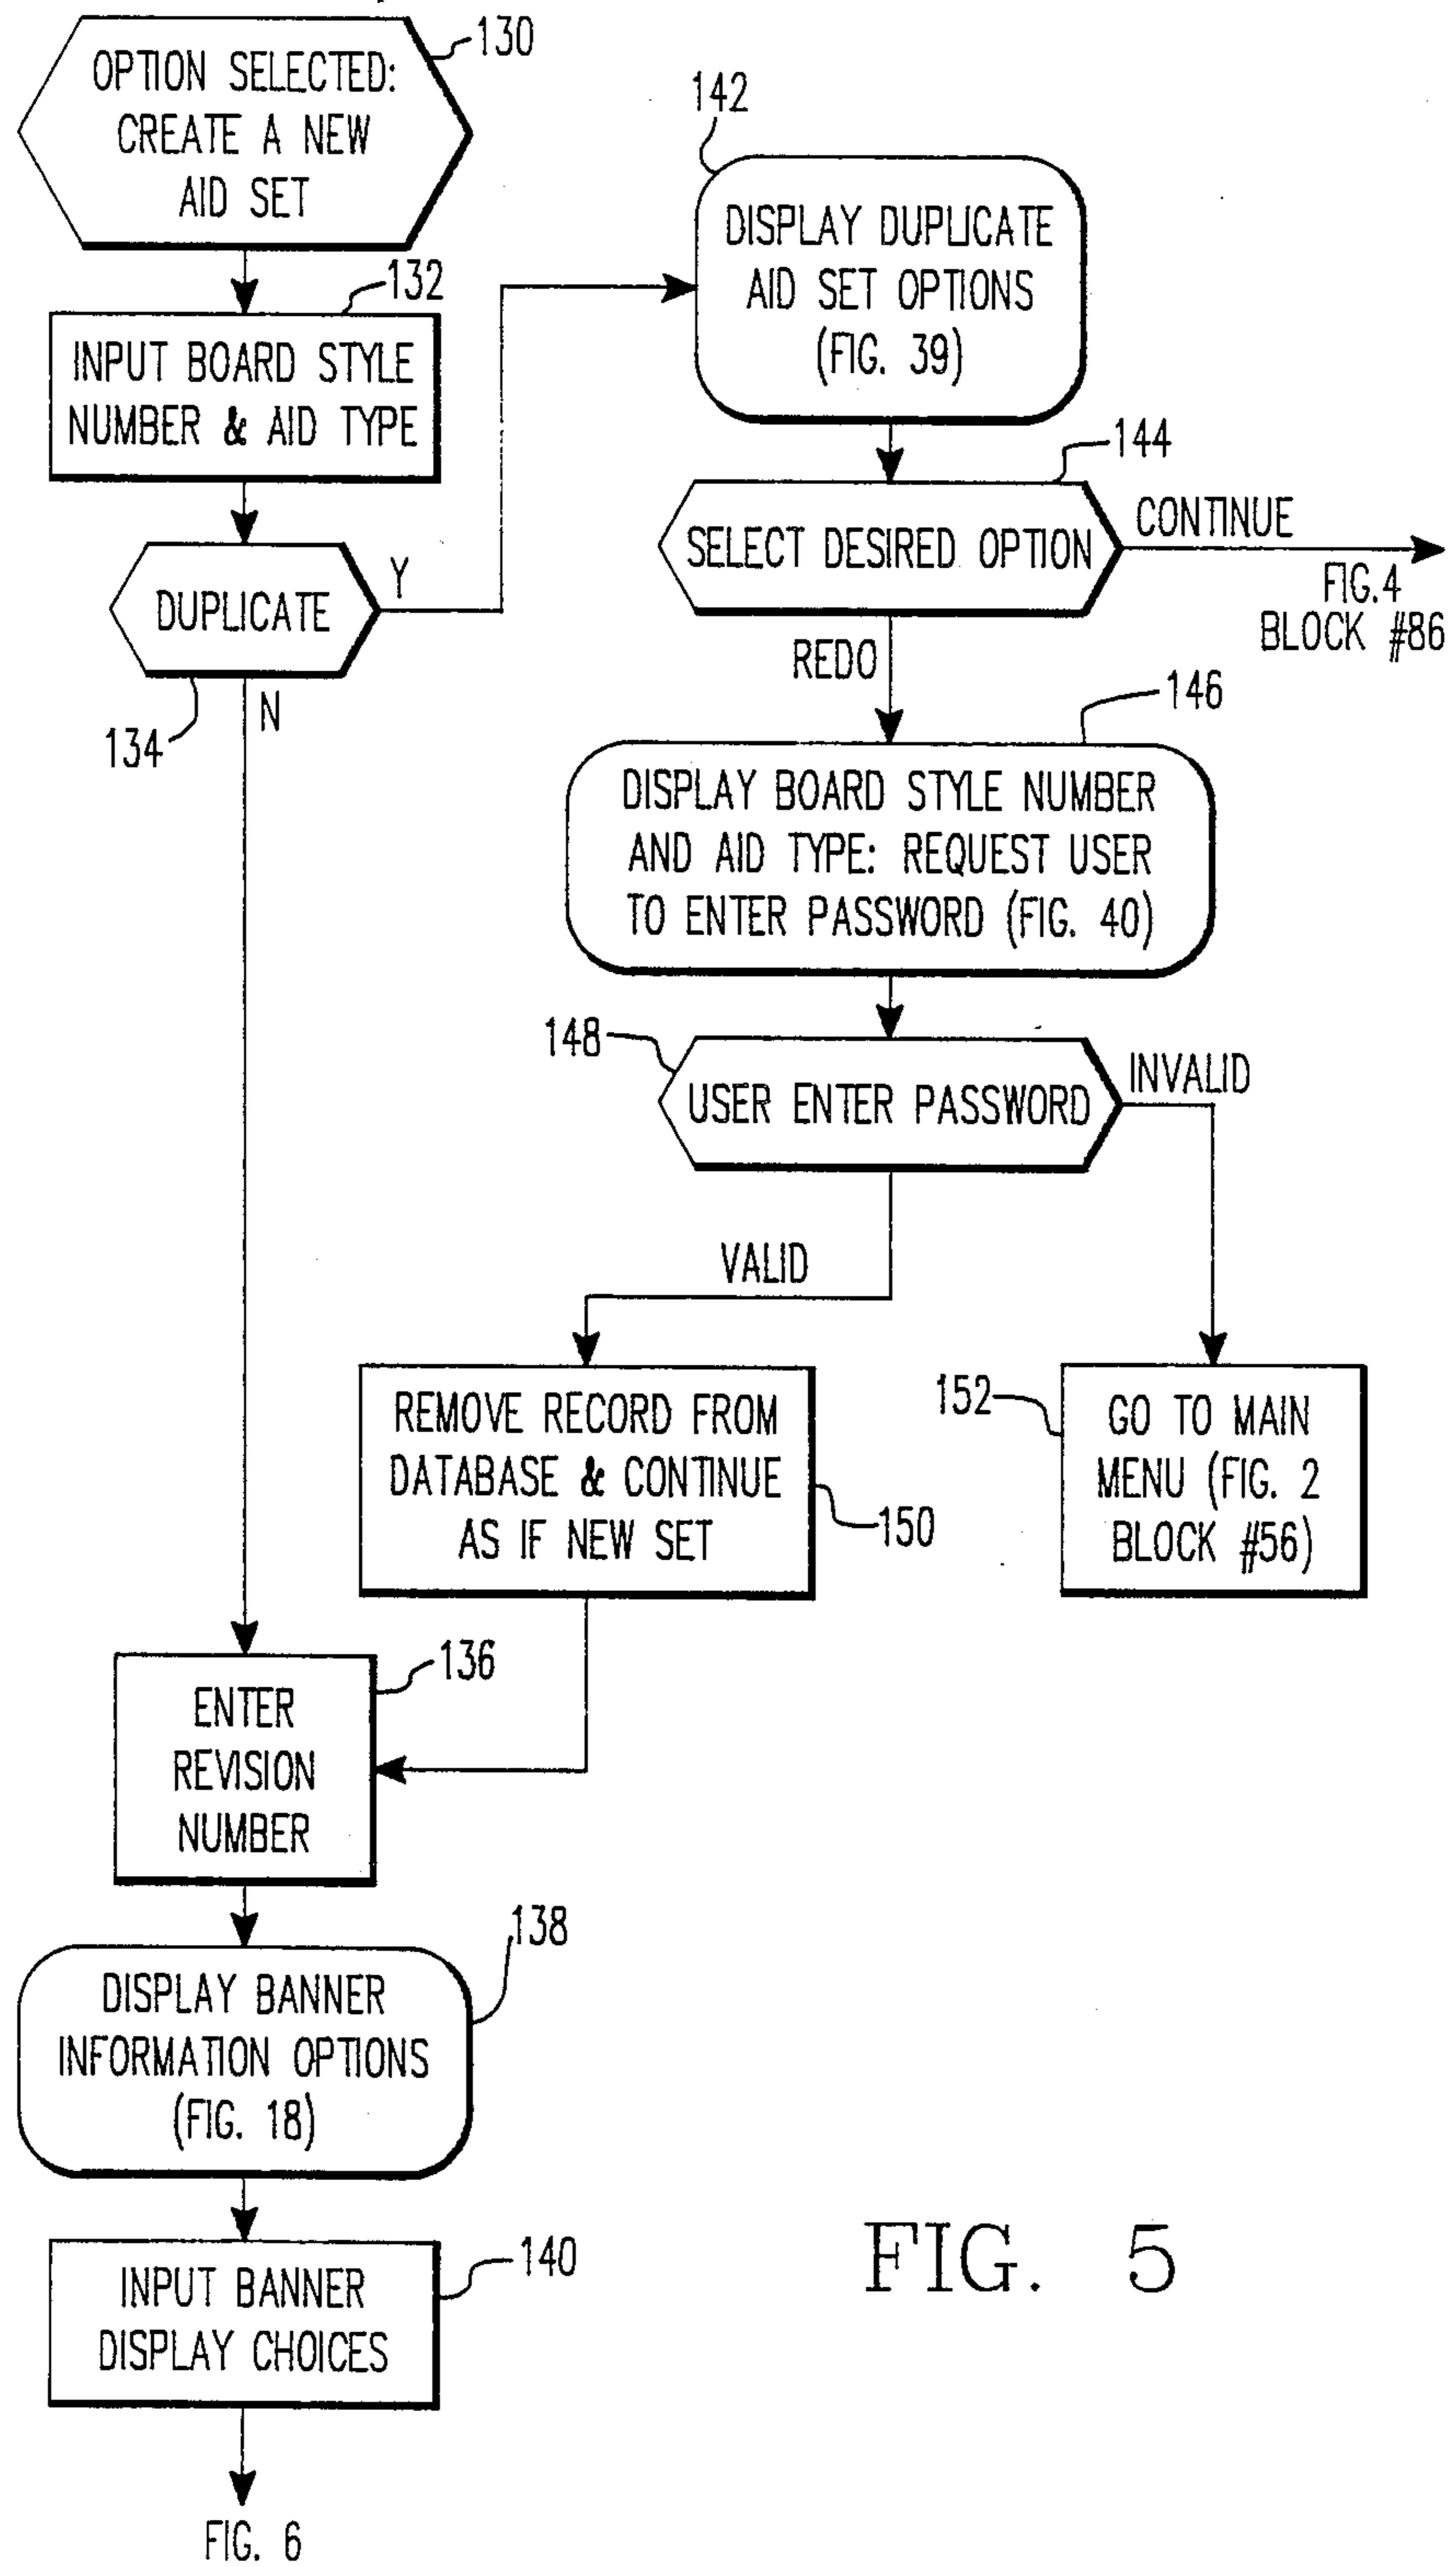 130
OPTION SELECTED:
CREATE A NEW
AID SET
132
INPUT BOARD STYLE
NUMBER & AID TYPE
DUPLICATE
Y
N
134
142
DISPLAY DUPLICATE
AID SET OPTIONS
(FIG. 39)
144
SELECT DESIRED OPTION
CONTINUE
FIG.4
BLOCK #86
REDO
146
DISPLAY BOARD STYLE NUMBER
AND AID TYPE: REQUEST USER
TO ENTER PASSWORD (FIG. 40)
148
USER ENTER PASSWORD
INVALID
VALID
REMOVE RECORD FROM
DATABASE & CONTINUE
AS IF NEW SET
150
152
GO TO MAIN
MENU (FIG. 2
BLOCK #56)
136
ENTER
REVISION
NUMBER
138
DISPLAY BANNER
INFORMATION OPTIONS
(FIG. 18)
140
INPUT BANNER
DISPLAY CHOICES
FIG. 6
FIG. 5